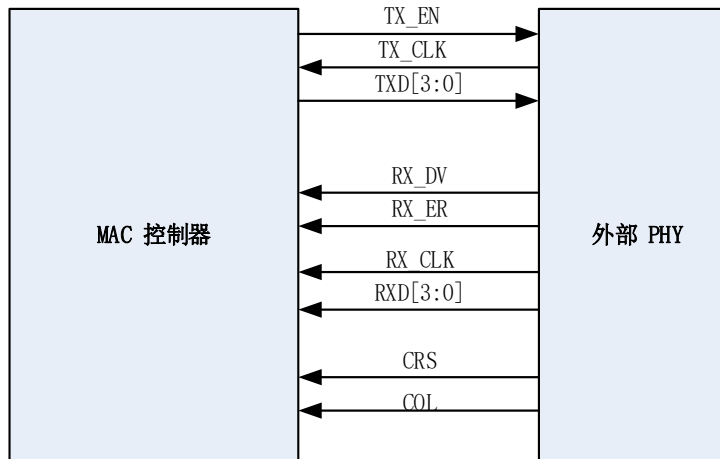 TX_EN
TX_CLK
TXD[3:0]
RX_DV
RX_ER
MAC 控制器
外部 PHY
RX_CLK
RXD[3:0]
CRS
COL